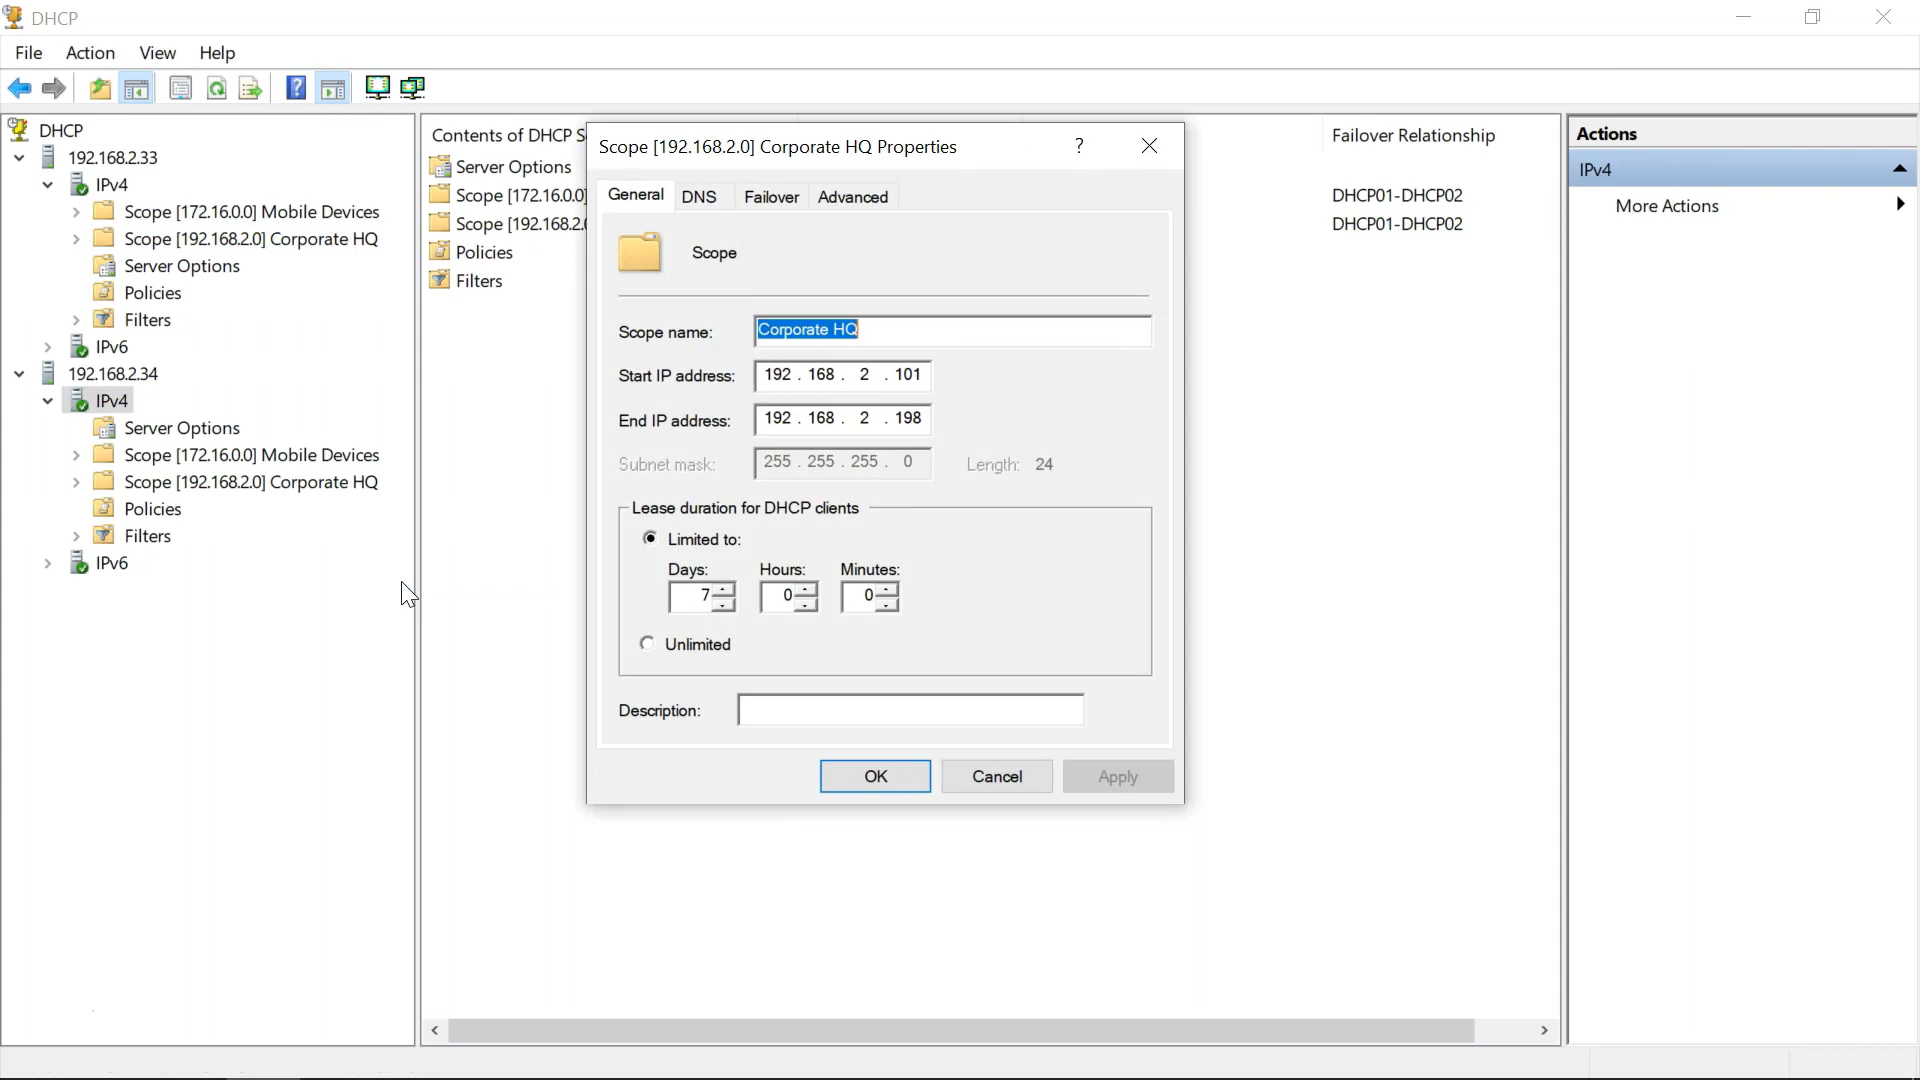 DHCP
File Action View Help
DHCP
192.168.2.33
IPv4
Scope [172.16.0.0] Mobile Devices
Scope [192.168.2.0] Corporate HQ
Server Options
Policies
Filters
IPv6
192.168.2.34
IPv4
Server Options
Scope [172.16.0.0] Mobile Devices
Scope [192.168.2.0] Corporate HQ
Policies
Filters
IPv6
Contents of DHCP S
Failover Relationship
Server Options
Scope [172.16.0.0]
DHCP01-DHCP02
Scope [192.168.2.0
DHCP01-DHCP02
Policies
Filters
Scope [192.168.2.0] Corporate HQ Properties
?
General DNS Failover Advanced
Scope
Scope name: Corporate HQ
Start IP address: 192 . 168 . 2 . 101
End IP address: 192 . 168 . 2 . 198
Subnet mask: 255 . 255 . 255 . 0 Length: 24
Lease duration for DHCP clients
Limited to:
Days: Hours: Minutes:
7 0 0
Unlimited
Description:
OK Cancel Apply
Actions
IPv4
More Actions